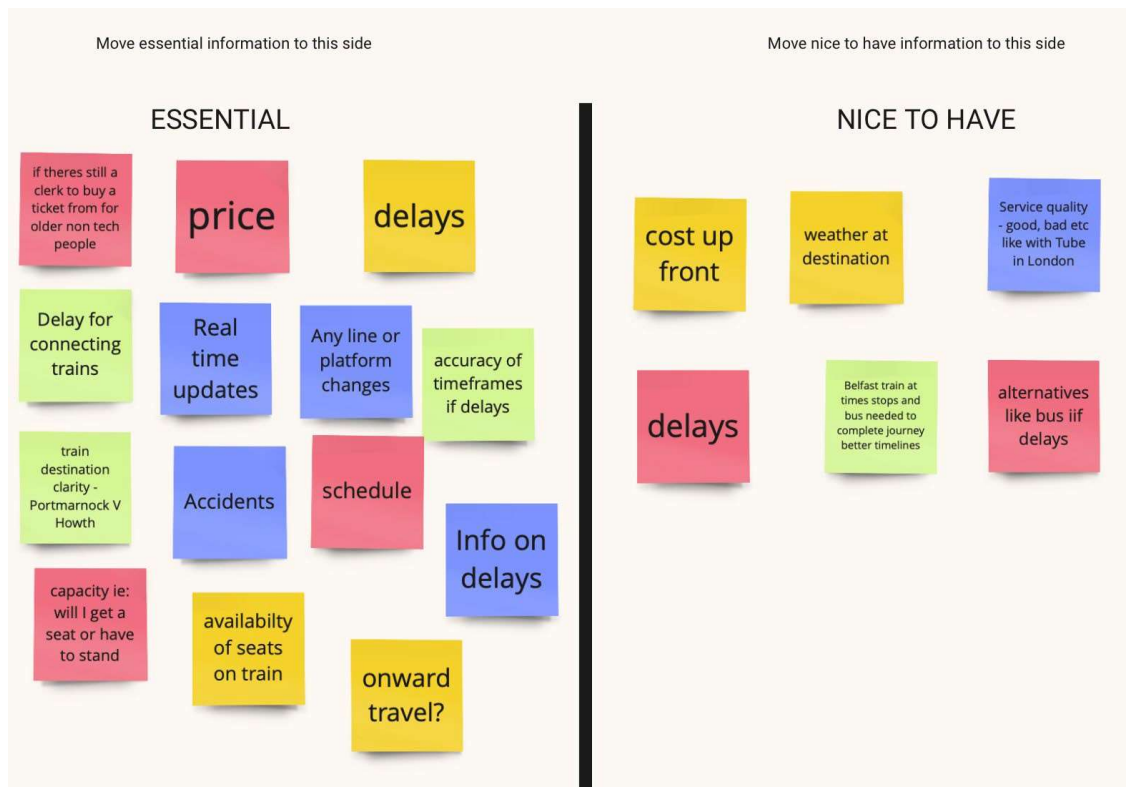 Move essential information to this side
Move nice to have information to this side
ESSENTIAL
NICE TO HAVE
if theres still a
clerk to buy a
ticket from for
older non tech
people
price
delays
Delay for
connecting
trains
Real
time
updates
Any line or
platform
changes
accuracy of
timeframes
if delays
train
destination
clarity -
Portmarnock V
Howth
Accidents
schedule
Info on
delays
capacity ie:
will I get a
seat or have
to stand
availabilty
of seats
on train
onward
travel?
cost up
front
weather at
destination
Service quality
- good, bad etc
like with Tube
in London
delays
Belfast train at
times stops and
bus needed to
complete journey
better timelines
alternatives
like bus iif
delays